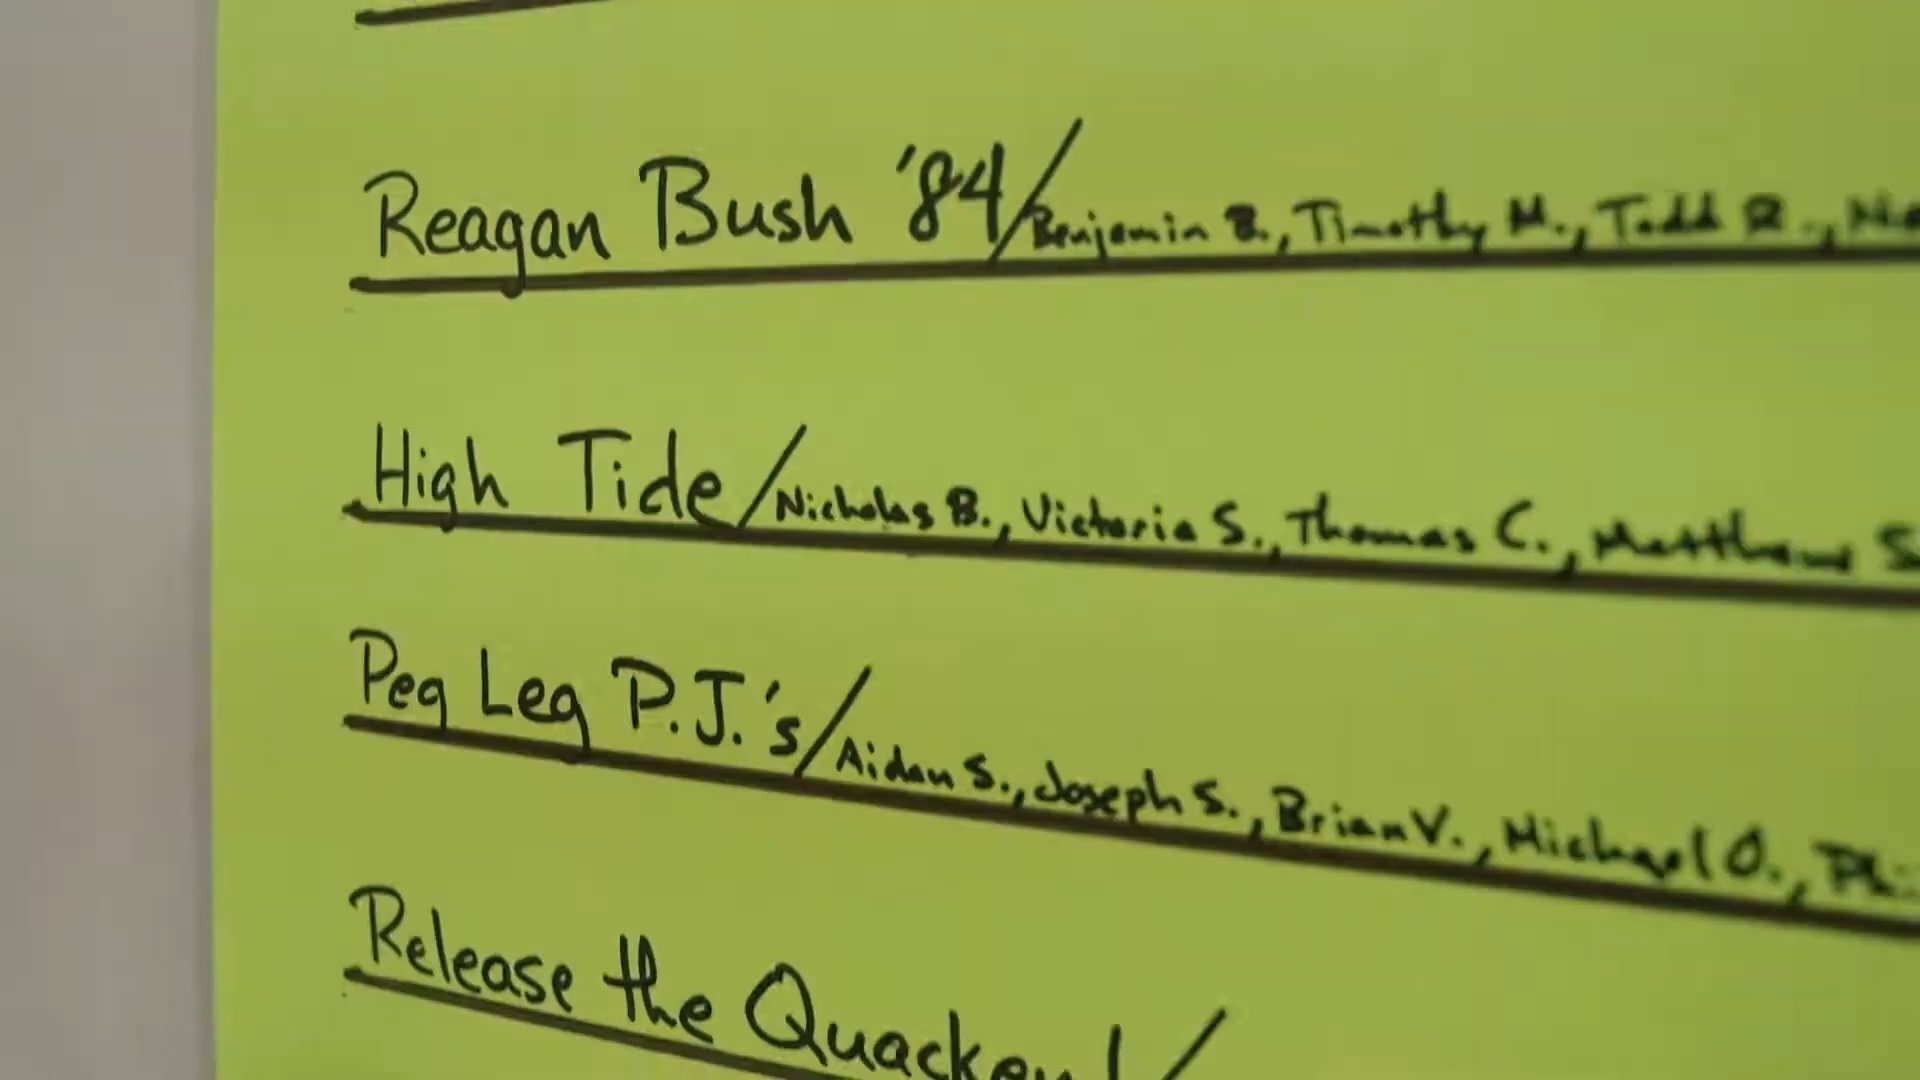 Reagan Bush '84/Benjamin B., Timothy M., Todd R.,
High Tide/Nicholas B., Victoria S., Thomas C., Matthew S.
Peg Leg P.J.'s/Aidan S., Joseph S., Brian V., Michael O.,
Release the Quacken!/